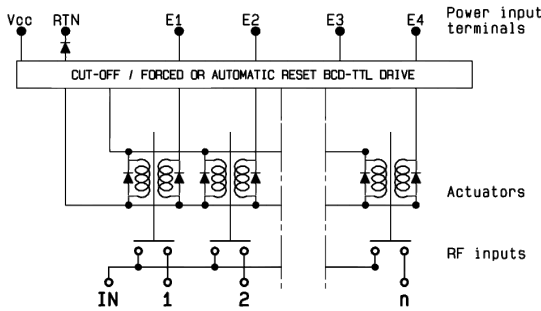 Vcc RTN E1 E2 E3 E4 Power input
terminals
CUT-OFF / FORCED OR AUTOMATIC RESET BCD-TTL DRIVE
Actuators
RF inputs
IN 1 2 n